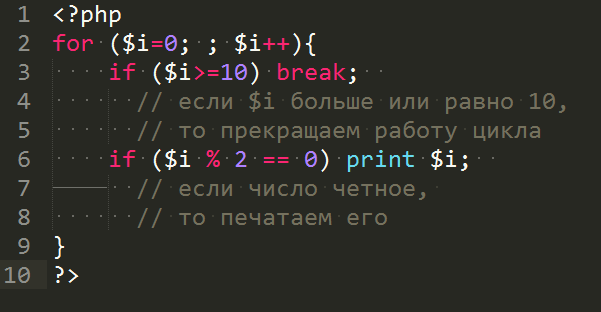 1 <?php
2 for ($i=0; ; $i++){
3 if ($i>=10) break;
4 // если $i больше или равно 10,
5 // то прекращаем работу цикла
6 if ($i % 2 == 0) print $i;
7 // если число четное,
8 // то печатаем его
9 }
10 ?>